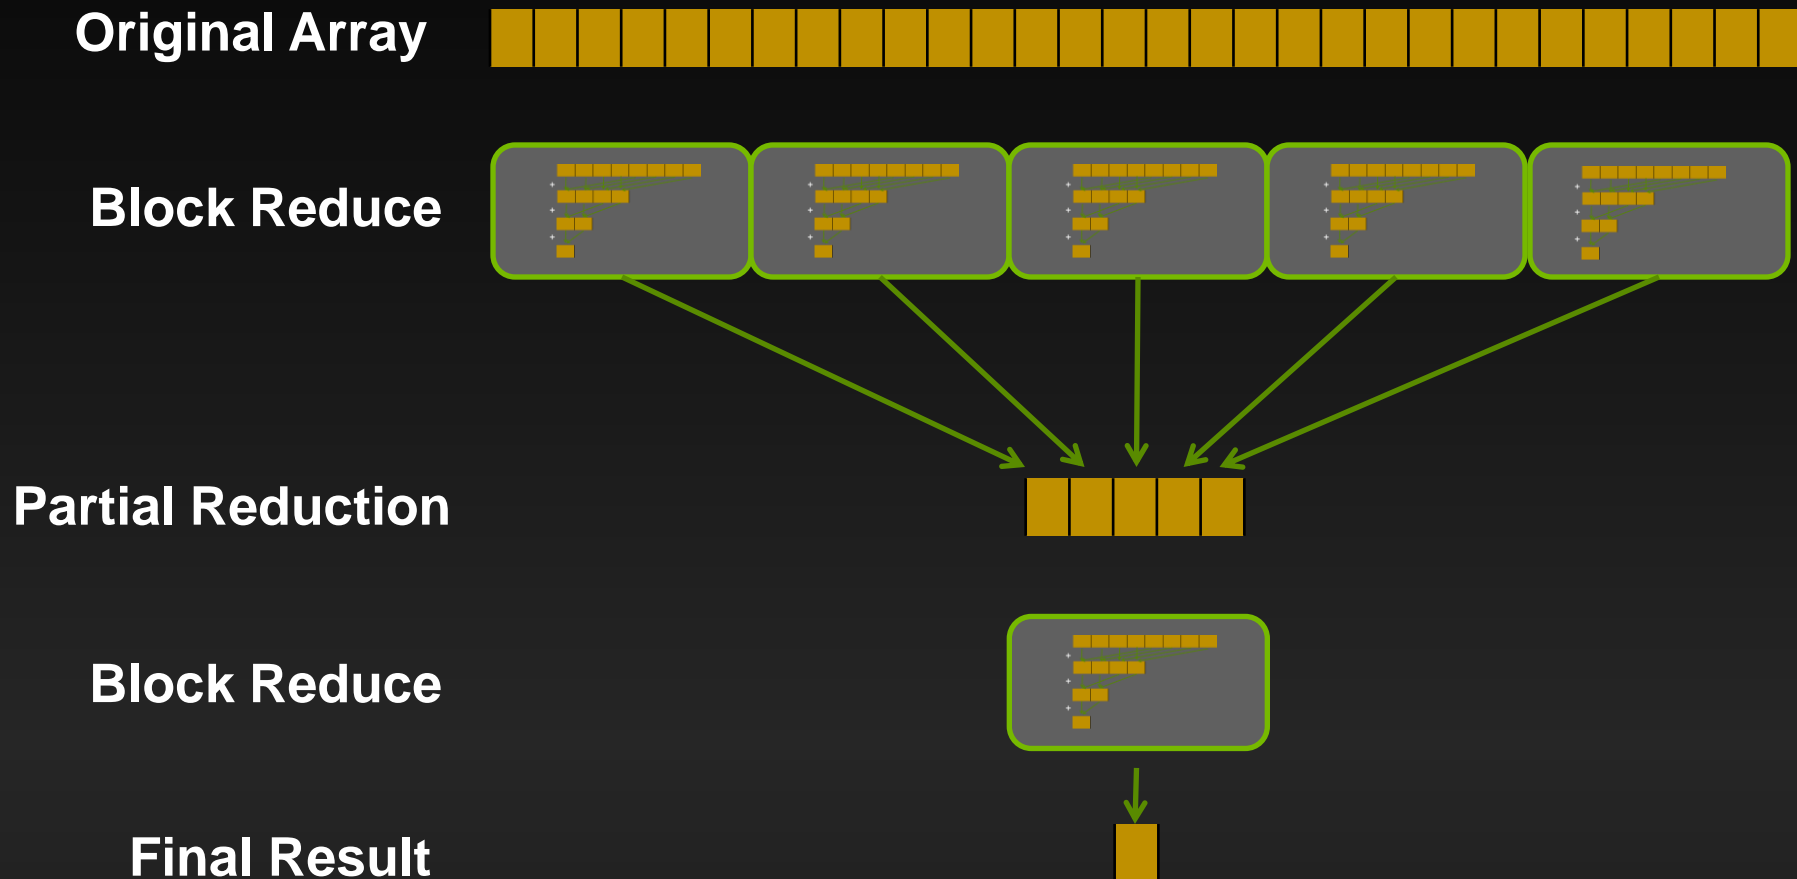 Original Array
Block Reduce
Partial Reduction
Block Reduce
Final Result